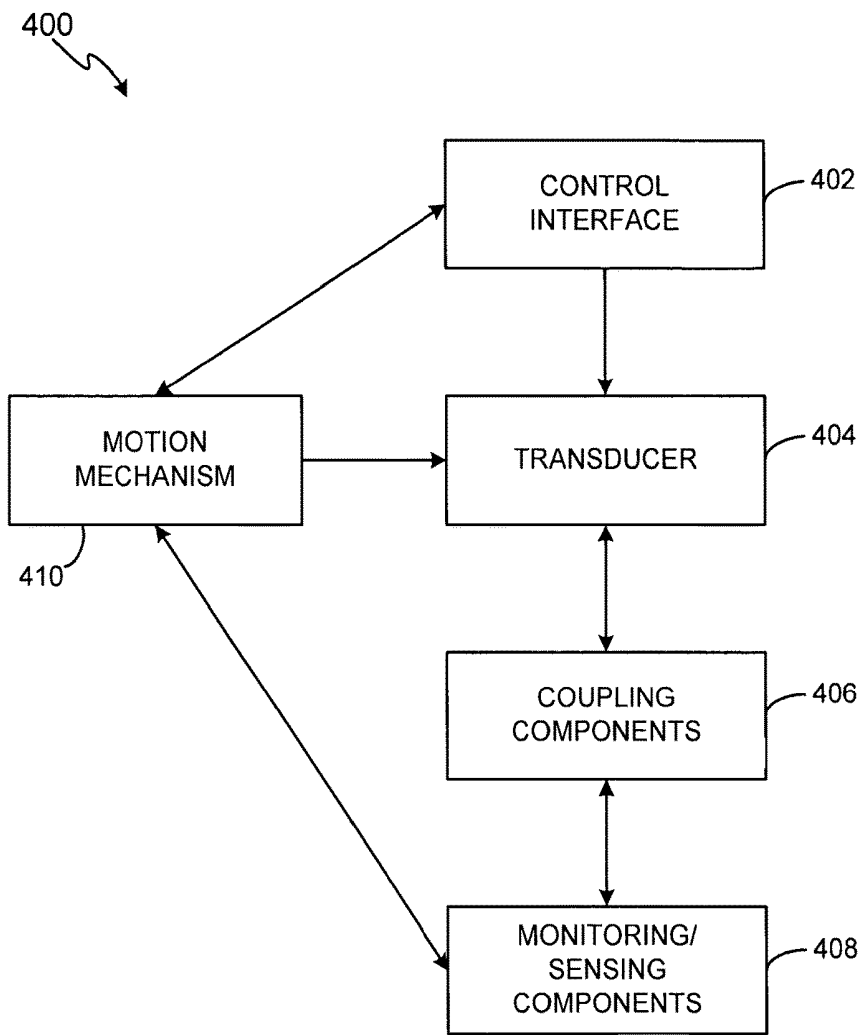 400
CONTROL
INTERFACE
402
MOTION
MECHANISM
410
TRANSDUCER
404
COUPLING
COMPONENTS
406
MONITORING/
SENSING
COMPONENTS
408